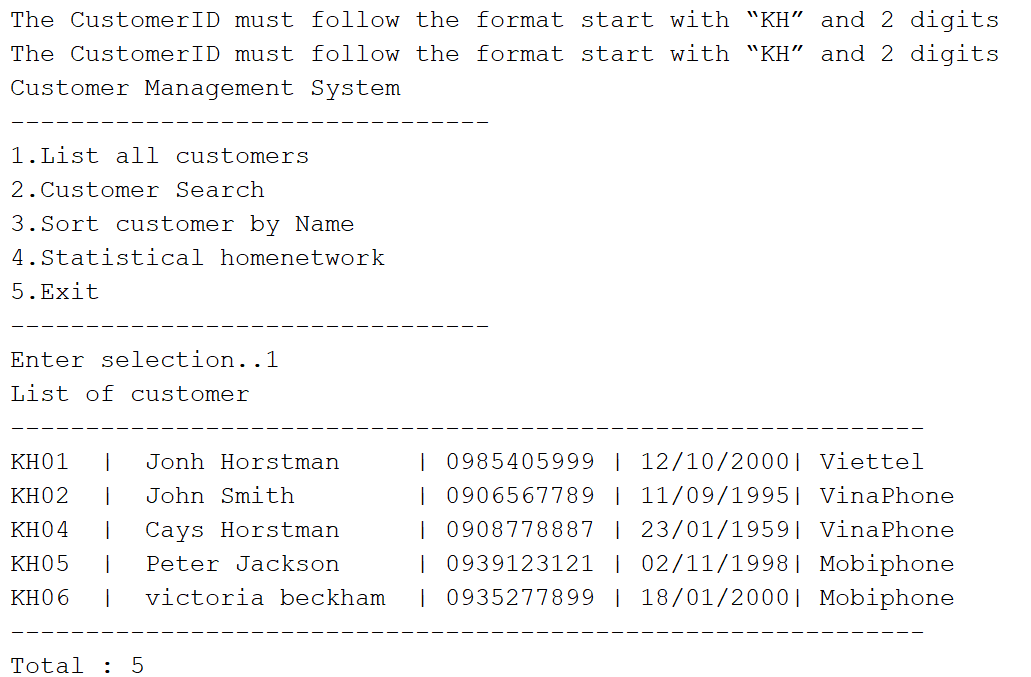 The CustomerID must follow the format start with “KH” and 2 digits
The CustomerID must follow the format start with “KH” and 2 digits
Customer Management System
--------------------------------
1.List all customers
2.Customer Search
3.Sort customer by Name
4.Statistical homenetwork
5.Exit
--------------------------------
Enter selection..1
List of customer
-------------------------------------------------------------
KH01  |  Jonh Horstman     | 0985405999 | 12/10/2000| Viettel
KH02  |  John Smith        | 0906567789 | 11/09/1995| VinaPhone
KH04  |  Cays Horstman     | 0908778887 | 23/01/1959| VinaPhone
KH05  |  Peter Jackson     | 0939123121 | 02/11/1998| Mobiphone
KH06  |  victoria beckham  | 0935277899 | 18/01/2000| Mobiphone
-------------------------------------------------------------
Total : 5